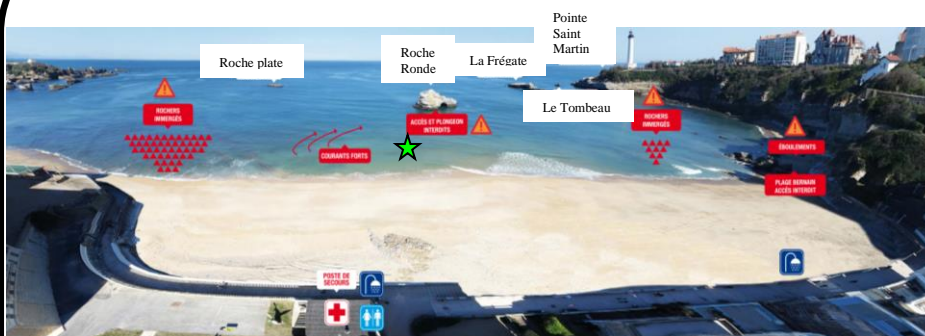 Pointe
Saint
Martin
Roche
Ronde
La Frégate
Roche plate
Le Tombeau
ROCHERS
IMMERGÉS
ACCÈS ET PLONGEON
INTERDITS
ROCHERS
IMMERGÉS
COURANTS FORTS
ÉBOULEMENTS
PLAGE BERNAIN
ACCÈS INTERDIT
POSTE DE
SECOURS